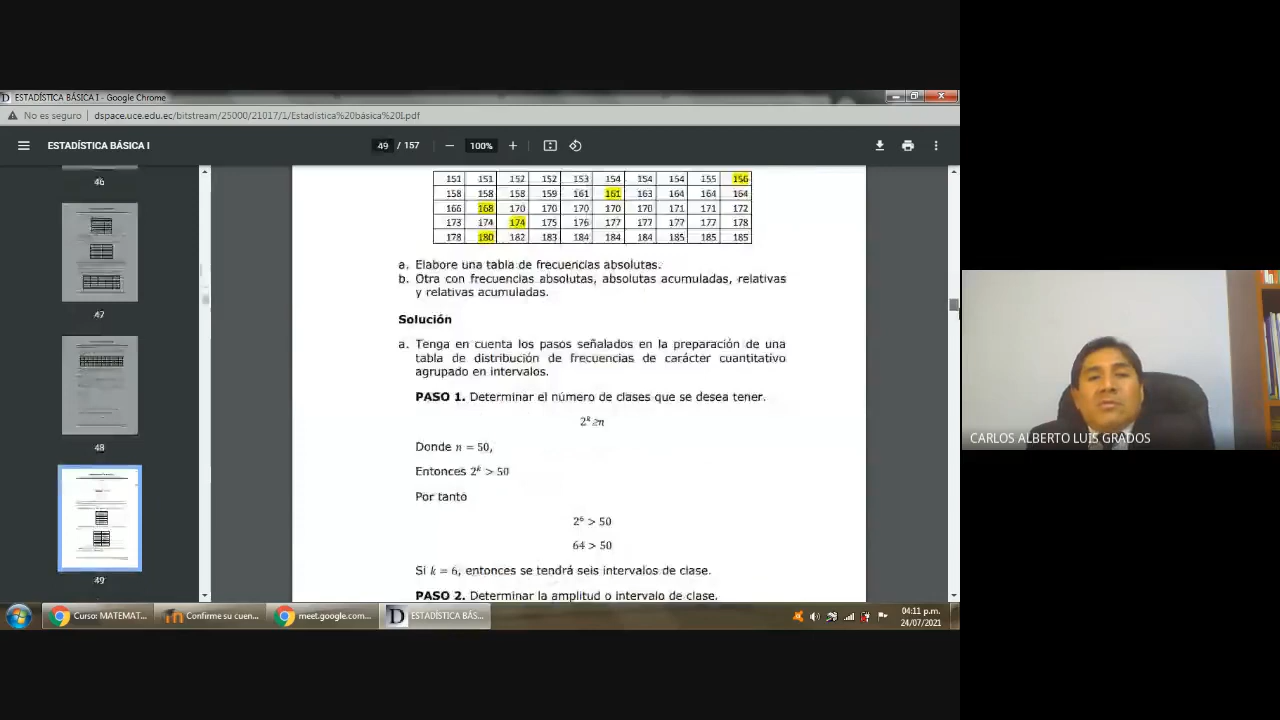 ESTADÍSTICA BÁSICA I - Google Chrome
No es seguro | dspace.uce.edu.ec/bitstream/25000/21017/1/Estadística%20básica%20I.pdf
ESTADÍSTICA BÁSICA I 49 / 157 — 100% +
46
47
48
49
151 151 152 152 153 154 154 154 155 156
158 158 158 159 161 161 163 164 164 164
166 168 170 170 170 170 170 171 171 172
173 174 174 175 176 177 177 177 177 178
178 180 182 183 184 184 184 185 185 185
a. Elabore una tabla de frecuencias absolutas.
b. Otra con frecuencias absolutas, absolutas acumuladas, relativas
y relativas acumuladas.
Solución
a. Tenga en cuenta los pasos señalados en la preparación de una
tabla de distribución de frecuencias de carácter cuantitativo
agrupado en intervalos.
PASO 1. Determinar el número de clases que se desea tener.
2^k ≥n
Donde n = 50,
Entonces 2^k > 50
Por tanto
2^6 > 50
64 > 50
Si k = 6, entonces se tendrá seis intervalos de clase.
PASO 2. Determinar la amplitud o intervalo de clase.
CARLOS ALBERTO LUIS GRADOS
Curso: MATEMAT... Confirme su cuen... meet.google.com... ESTADÍSTICA BÁS...
04:11 p.m.
24/07/2021